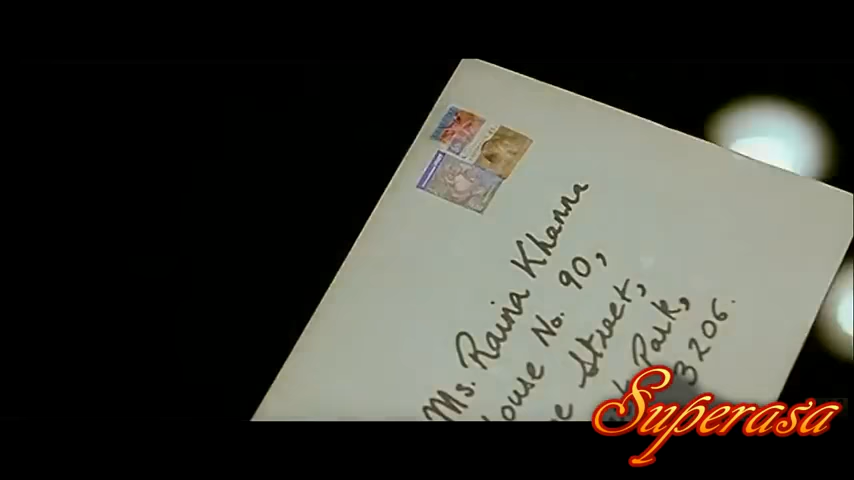 Ms. Raina Khanna
House No. 90,
Street,
Park,
3206.
Superasa